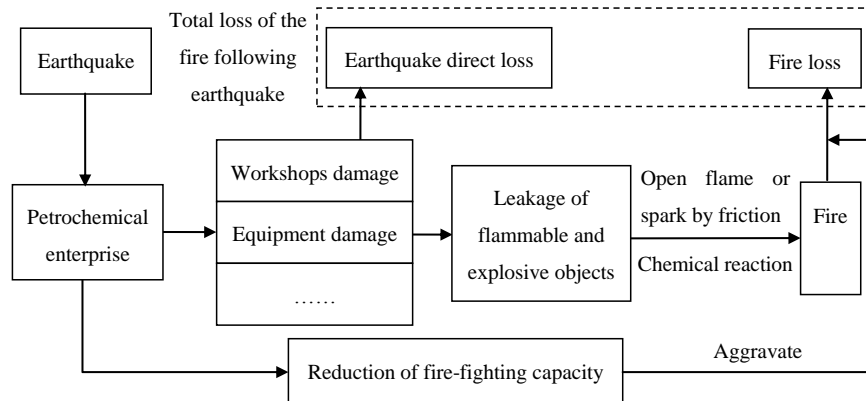 Total loss of the
fire following
earthquake
Earthquake
Earthquake direct loss
Fire loss
Workshops damage
Petrochemical
enterprise
Equipment damage
……
Leakage of
flammable and
explosive objects
Open flame or
spark by friction
Chemical reaction
Fire
Reduction of fire-fighting capacity
Aggravate